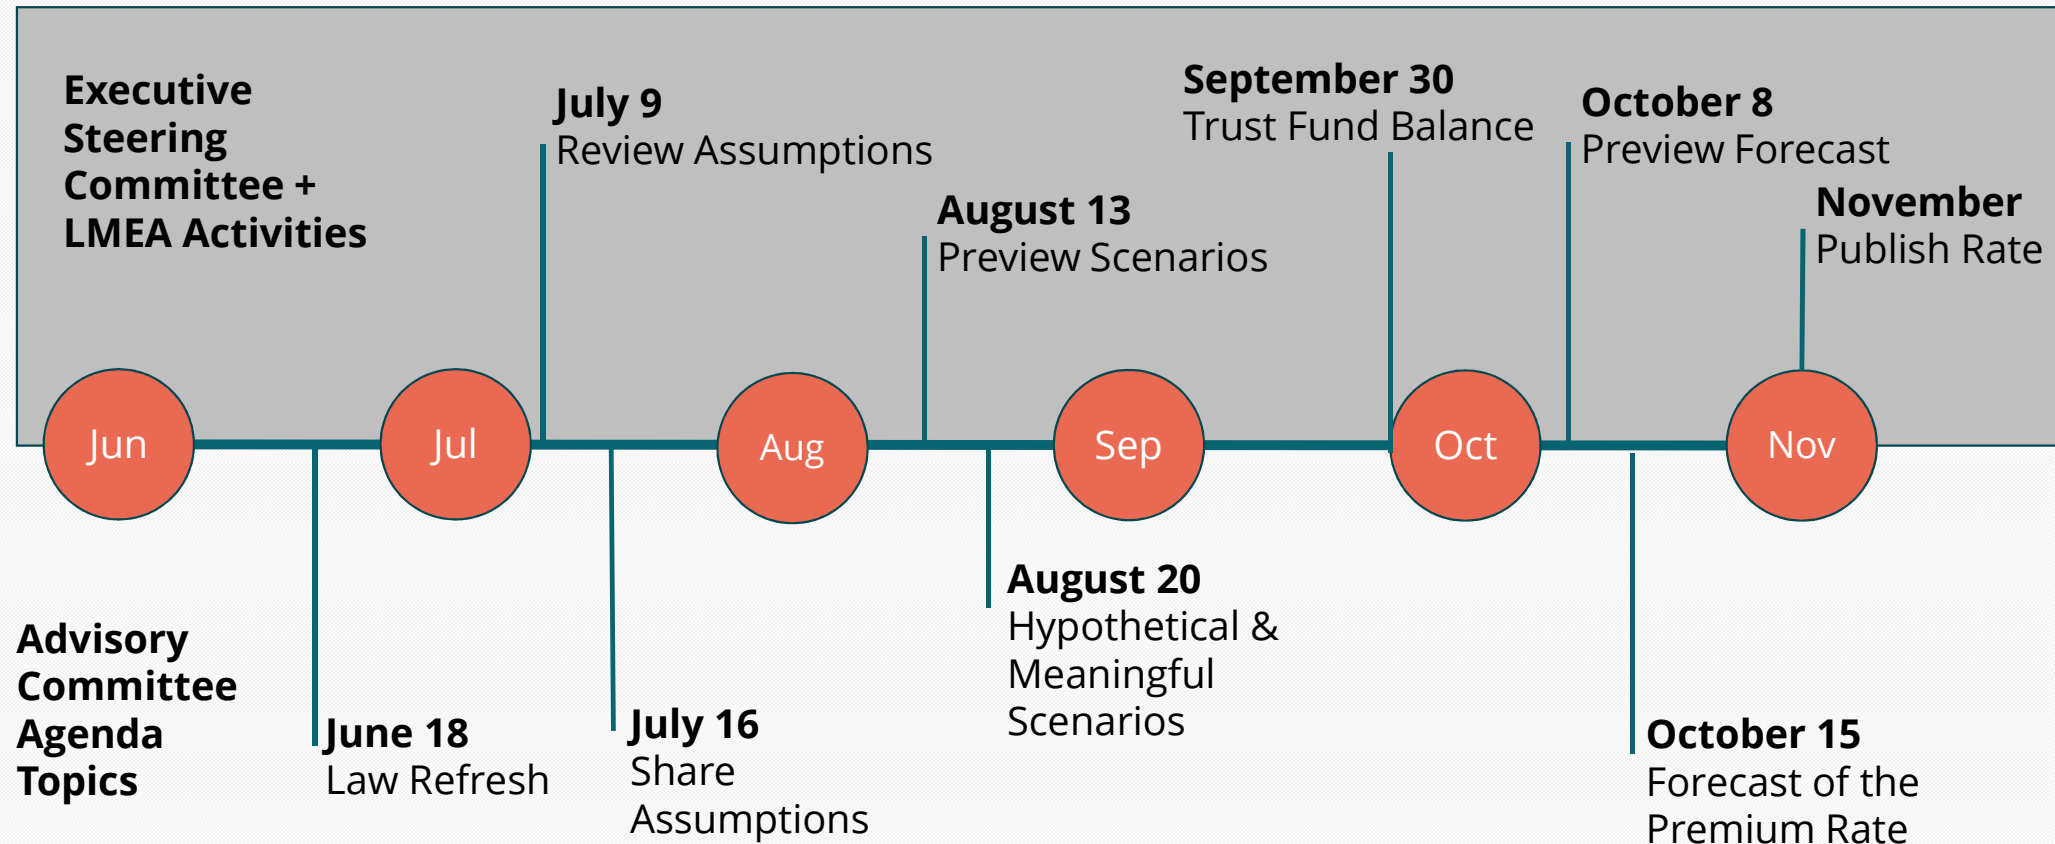 Executive
Steering
Committee +
LMEA Activities
July 9
Review Assumptions
August 13
Preview Scenarios
September 30
Trust Fund Balance
October 8
Preview Forecast
November
Publish Rate
Jun
Jul
Aug
Sep
Oct
Nov
Advisory
Committee
Agenda
Topics
June 18
Law Refresh
July 16
Share
Assumptions
August 20
Hypothetical &
Meaningful
Scenarios
October 15
Forecast of the
Premium Rate